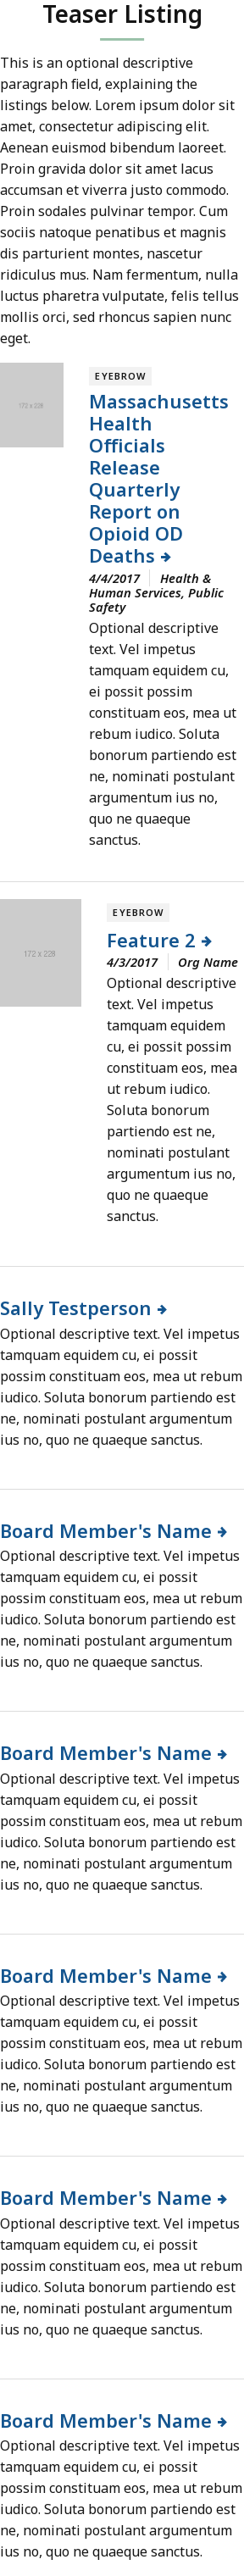 Teaser Listing
This is an optional descriptive
paragraph field, explaining the
listings below. Lorem ipsum dolor sit
amet, consectetur adipiscing elit.
Aenean euismod bibendum laoreet.
Proin gravida dolor sit amet lacus
accumsan et viverra justo commodo.
Proin sodales pulvinar tempor. Cum
sociis natoque penatibus et magnis
dis parturient montes, nascetur
ridiculus mus. Nam fermentum, nulla
luctus pharetra vulputate, felis tellus
mollis orci, sed rhoncus sapien nunc
eget.
172 x 228
EYEBROW
Massachusetts
Health
Officials
Release
Quarterly
Report on
Opioid OD
Deaths
4/4/2017 Health &
Human Services, Public
Safety
Optional descriptive
text. Vel impetus
tamquam equidem cu,
ei possit possim
constituam eos, mea ut
rebum iudico. Soluta
bonorum partiendo est
ne, nominati postulant
argumentum ius no,
quo ne quaeque
sanctus.
172 x 228
EYEBROW
Feature 2
4/3/2017 Org Name
Optional descriptive
text. Vel impetus
tamquam equidem
cu, ei possit possim
constituam eos, mea
ut rebum iudico.
Soluta bonorum
partiendo est ne,
nominati postulant
argumentum ius no,
quo ne quaeque
sanctus.
Sally Testperson
Optional descriptive text. Vel impetus
tamquam equidem cu, ei possit
possim constituam eos, mea ut rebum
iudico. Soluta bonorum partiendo est
ne, nominati postulant argumentum
ius no, quo ne quaeque sanctus.
Board Member's Name
Optional descriptive text. Vel impetus
tamquam equidem cu, ei possit
possim constituam eos, mea ut rebum
iudico. Soluta bonorum partiendo est
ne, nominati postulant argumentum
ius no, quo ne quaeque sanctus.
Board Member's Name
Optional descriptive text. Vel impetus
tamquam equidem cu, ei possit
possim constituam eos, mea ut rebum
iudico. Soluta bonorum partiendo est
ne, nominati postulant argumentum
ius no, quo ne quaeque sanctus.
Board Member's Name
Optional descriptive text. Vel impetus
tamquam equidem cu, ei possit
possim constituam eos, mea ut rebum
iudico. Soluta bonorum partiendo est
ne, nominati postulant argumentum
ius no, quo ne quaeque sanctus.
Board Member's Name
Optional descriptive text. Vel impetus
tamquam equidem cu, ei possit
possim constituam eos, mea ut rebum
iudico. Soluta bonorum partiendo est
ne, nominati postulant argumentum
ius no, quo ne quaeque sanctus.
Board Member's Name
Optional descriptive text. Vel impetus
tamquam equidem cu, ei possit
possim constituam eos, mea ut rebum
iudico. Soluta bonorum partiendo est
ne, nominati postulant argumentum
ius no, quo ne quaeque sanctus.